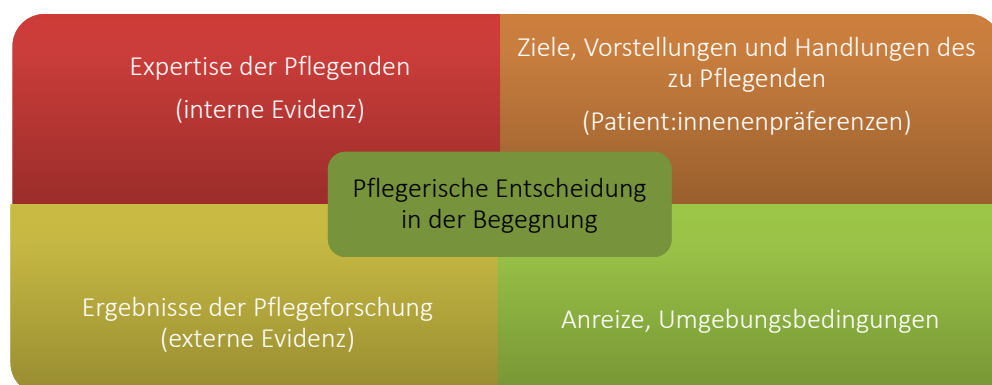 Expertise der Pflegenden
(interne Evidenz)
Ziele, Vorstellungen und Handlungen des
zu Pflegenden
(Patient:innenenpräferenzen)
Pflegerische Entscheidung
in der Begegnung
Ergebnisse der Pflegeforschung
(externe Evidenz)
Anreize, Umgebungsbedingungen